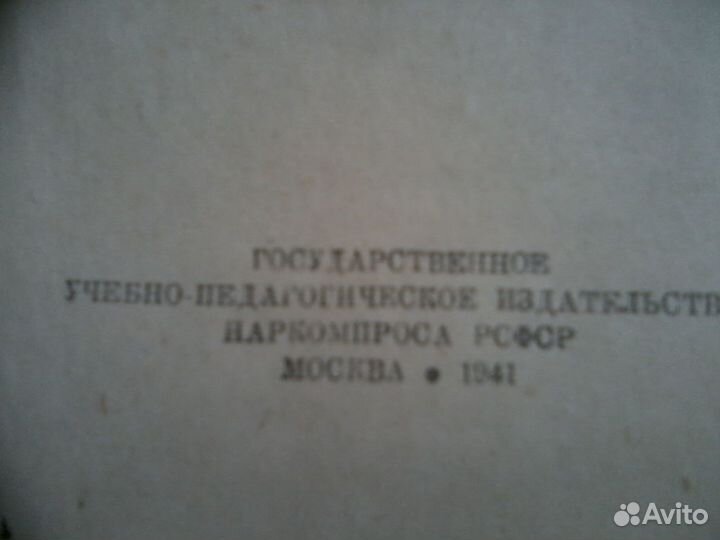 ГОСУДАРСТВЕННОЕ
УЧЕБНО-ПЕДАГОГИЧЕСКОЕ ИЗДАТЕЛЬСТВ
НАРКОМПРОСА РСФСР
МОСКВА • 1941
Avito